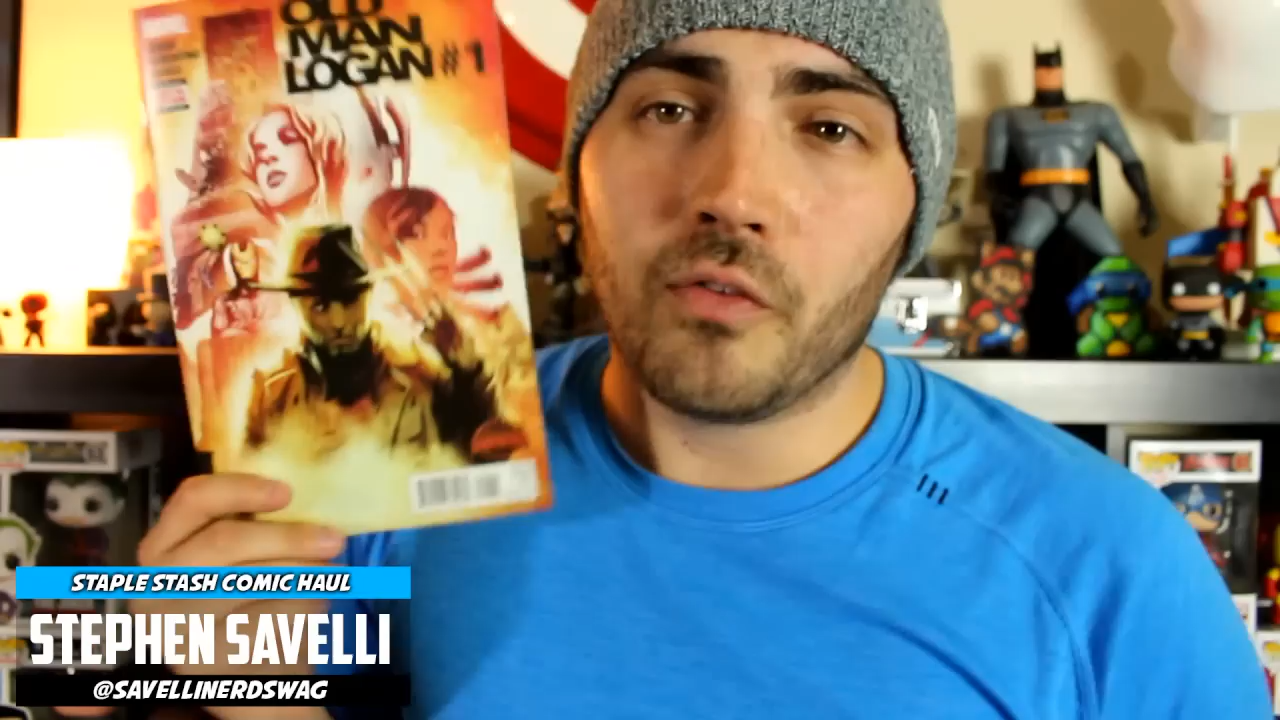 OLD
MAN
LOGAN #1
STAPLE STASH COMIC HAUL
STEPHEN SAVELLI
@SAVELLINERDSWAG